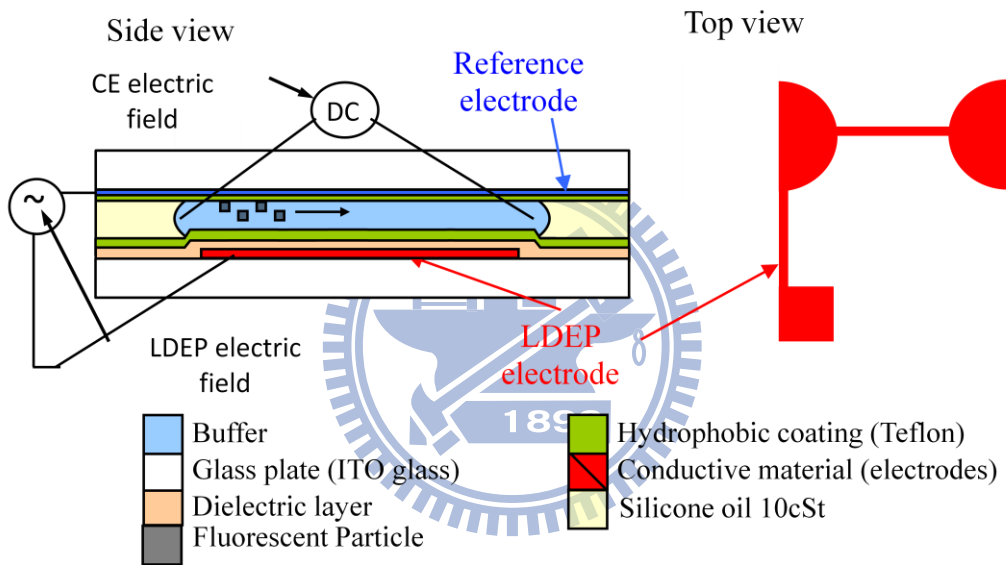 Side view
Top view
CE electric
field
DC
Reference
electrode
~
LDEP electric
field
LDEP
electrode
Buffer
Glass plate (ITO glass)
Dielectric layer
Fluorescent Particle
Hydrophobic coating (Teflon)
Conductive material (electrodes)
Silicone oil 10cSt